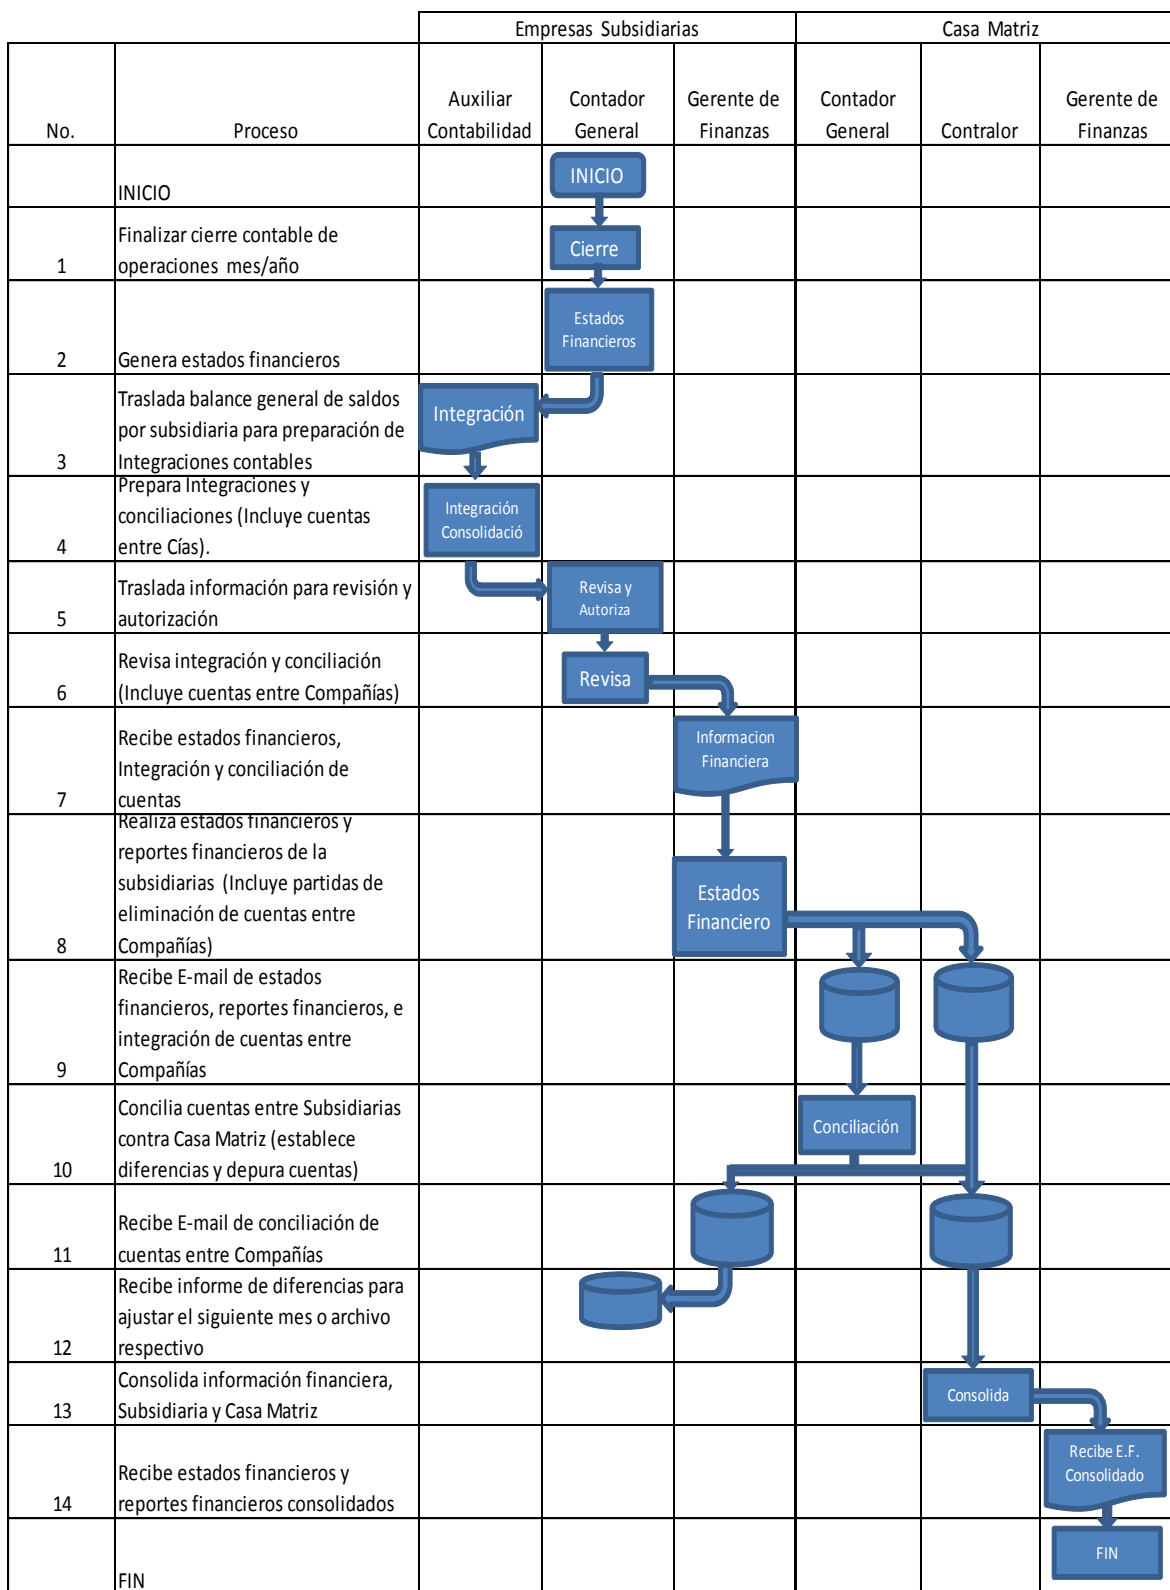 Empresas Subsidiarias
Casa Matriz
No.
Proceso
Auxiliar
Contabilidad
Contador
General
Gerente de
Finanzas
Contador
General
Contralor
Gerente de
Finanzas
INICIO
INICIO
1
Finalizar cierre contable de
operaciones mes/año
Cierre
2
Genera estados financieros
Estados
Financieros
3
Traslada balance general de saldos
por subsidiaria para preparación de
Integraciones contables
Integración
4
Prepara Integraciones y
conciliaciones (Incluye cuentas
entre Cías).
Integración
Consolidació
5
Traslada información para revisión y
autorización
Revisa y
Autoriza
6
Revisa integración y conciliación
(Incluye cuentas entre Compañías)
Revisa
7
Recibe estados financieros,
Integración y conciliación de
cuentas
Informacion
Financiera
8
Realiza estados financieros y
reportes financieros de la
subsidiarias (Incluye partidas de
eliminación de cuentas entre
Compañías)
Estados
Financiero
9
Recibe E-mail de estados
financieros, reportes financieros, e
integración de cuentas entre
Compañías
10
Concilia cuentas entre Subsidiarias
contra Casa Matriz (establece
diferencias y depura cuentas)
Conciliación
11
Recibe E-mail de conciliación de
cuentas entre Compañías
12
Recibe informe de diferencias para
ajustar el siguiente mes o archivo
respectivo
13
Consolida información financiera,
Subsidiaria y Casa Matriz
Consolida
14
Recibe estados financieros y
reportes financieros consolidados
Recibe E.F.
Consolidado
FIN
FIN